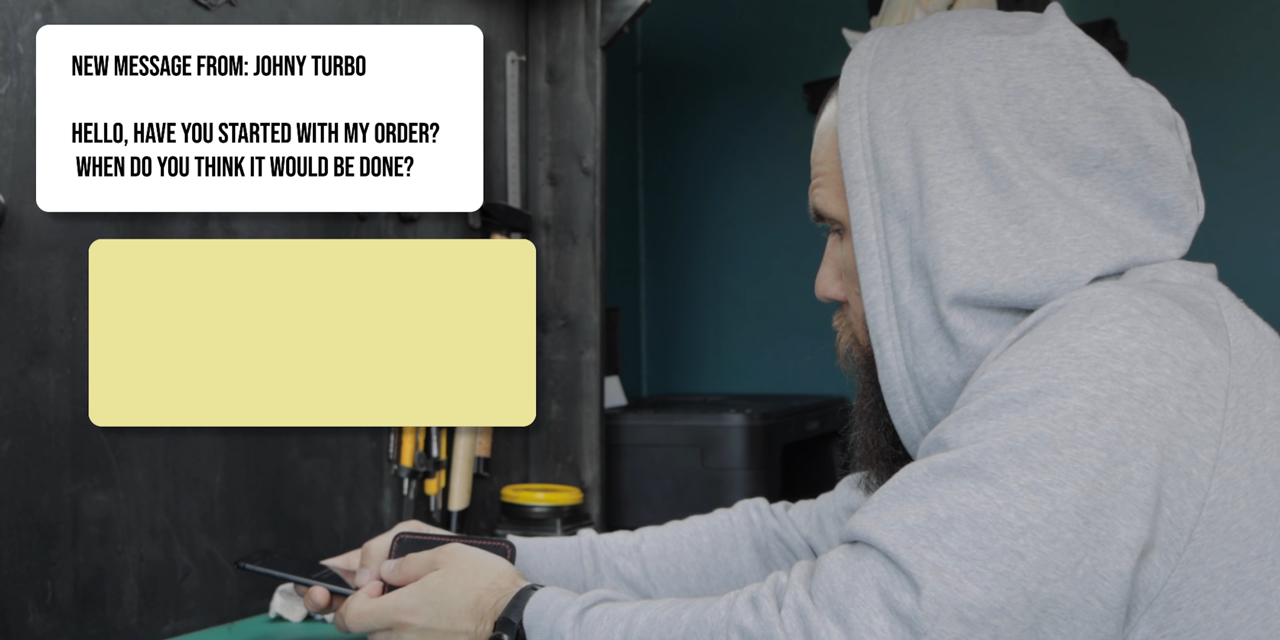 NEW MESSAGE FROM: JOHNY TURBO
HELLO, HAVE YOU STARTED WITH MY ORDER?
WHEN DO YOU THINK IT WOULD BE DONE?